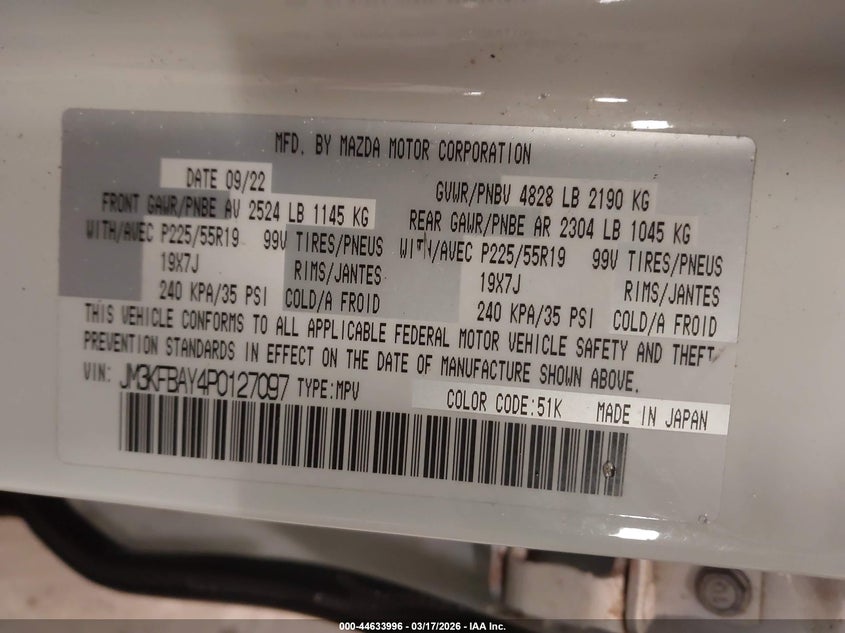 MFD. BY MAZDA MOTOR CORPORATION
DATE 09/22
GVWR/PNBV 4828 LB 2190 KG
FRONT GAWR/PNBE AV 2524 LB 1145 KG
REAR GAWR/PNBE AR 2304 LB 1045 KG
WITH/AVEC P225/55R19 99V TIRES/PNEUS
WITH/AVEC P225/55R19 99V TIRES/PNEUS
19X7J RIMS/JANTES
19X7J RIMS/JANTES
240 KPA/35 PSI COLD/A FROID
240 KPA/35 PSI COLD/A FROID
THIS VEHICLE CONFORMS TO ALL APPLICABLE FEDERAL MOTOR VEHICLE SAFETY AND THEFT
PREVENTION STANDARDS IN EFFECT ON THE DATE OF MANUFACTURE SHOWN ABOVE.
VIN: JM3KFBAY4P0127097 TYPE:MPV
COLOR CODE:51K MADE IN JAPAN
000-44633996 - 03/17/2026 - IAA Inc.